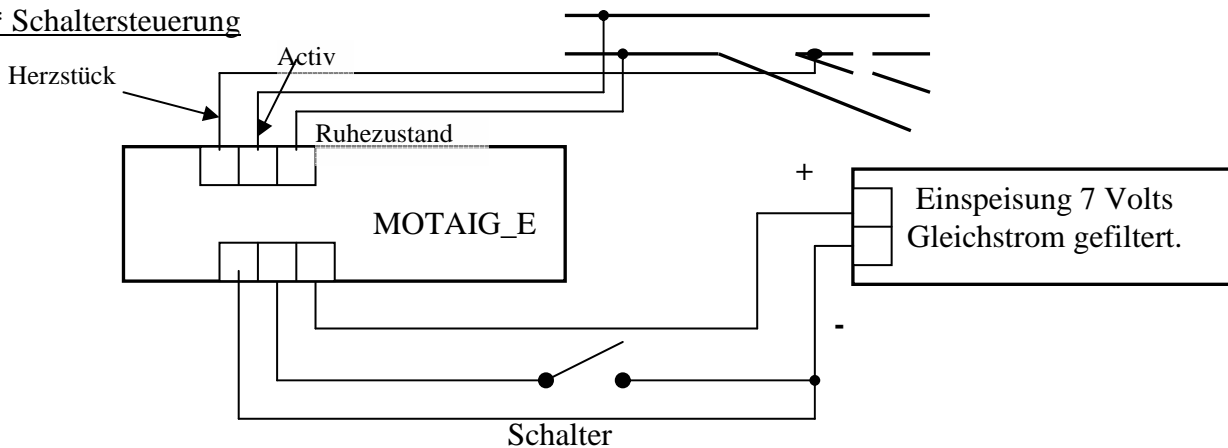 * Schaltersteuerung
Herzstück
Activ
Ruhezustand
MOTAIG_E
+
Einspeisung 7 Volts
Gleichstrom gefiltert.
-
Schalter